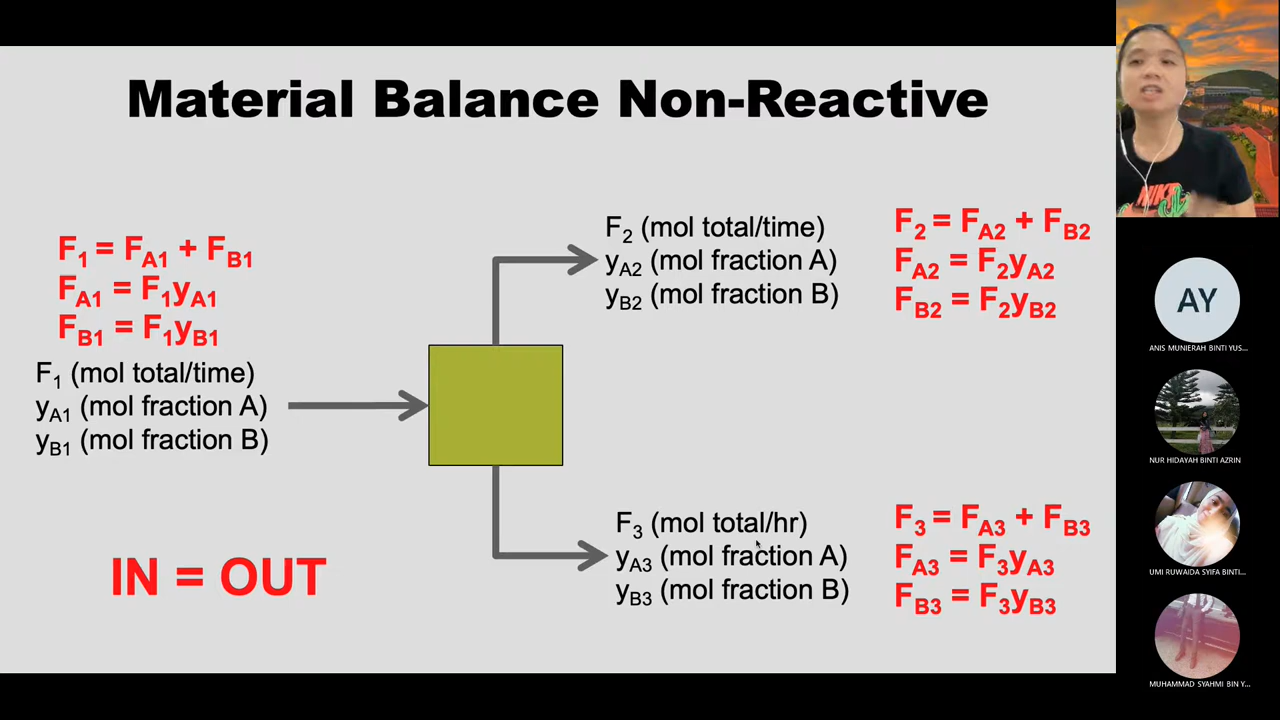 Material Balance Non-Reactive
F₁ = F_A1 + F_B1
F_A1 = F₁y_A1
F_B1 = F₁y_B1
F₁ (mol total/time)
y_A1 (mol fraction A)
y_B1 (mol fraction B)
IN = OUT
F₂ (mol total/time)
y_A2 (mol fraction A)
y_B2 (mol fraction B)
F₂ = F_A2 + F_B2
F_A2 = F₂y_A2
F_B2 = F₂y_B2
F₃ (mol total/hr)
y_A3 (mol fraction A)
y_B3 (mol fraction B)
F₃ = F_A3 + F_B3
F_A3 = F₃y_A3
F_B3 = F₃y_B3
NIKE
AY
ANIS MUNIERAH BINTI YUS...
NUR HIDAYAH BINTI AZRIN
UMI RUWAIDA SYIFA BINTI...
MUHAMMAD SYAHMI BIN Y...